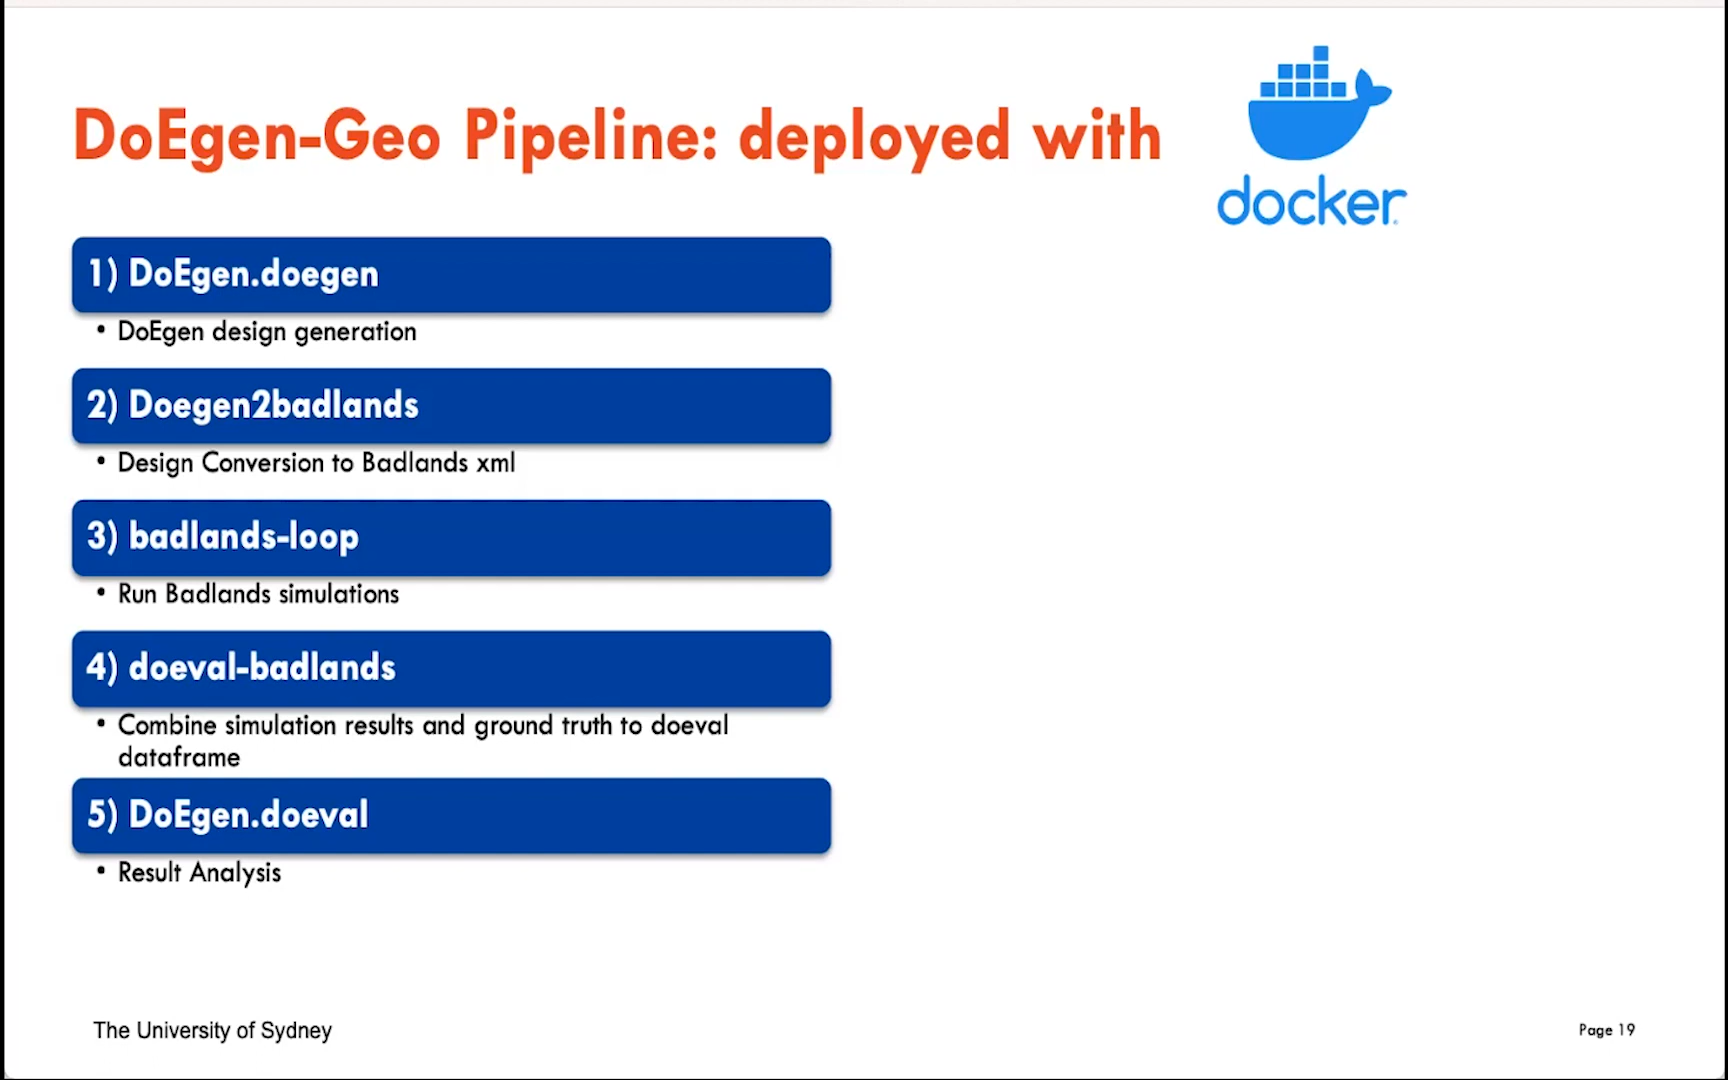 DoEgen-Geo Pipeline: deployed with
docker
1) DoEgen.doegen
• DoEgen design generation
2) Doegen2badlands
• Design Conversion to Badlands xml
3) badlands-loop
• Run Badlands simulations
4) doeval-badlands
• Combine simulation results and ground truth to doeval
dataframe
5) DoEgen.doeval
• Result Analysis
The University of Sydney
Page 19